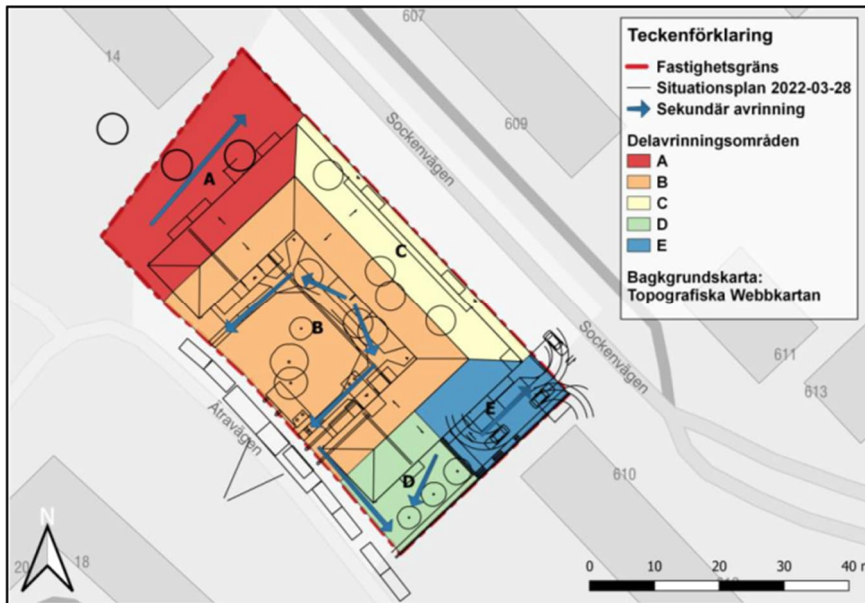 607
14
Sockenvägen
609
A
C
B
Sockenvägen
611
613
E
Åtravägen
D
610
N
20
18
Teckenförklaring
Fastighetsgräns
Situationsplan 2022-03-28
Sekundär avrinning
Delavrinningsområden
A
B
C
D
E
Bagkgrundskarta:
Topografiska Webbkartan
0 10 20 30 40 m